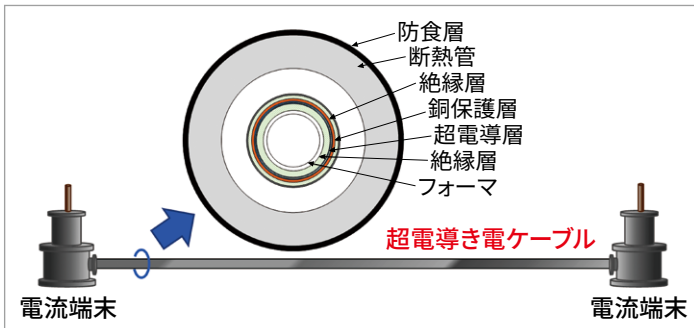 防食層
断熱管
絶縁層
銅保護層
超電導層
絶縁層
フォーマ
超電導き電ケーブル
電流端末
電流端末